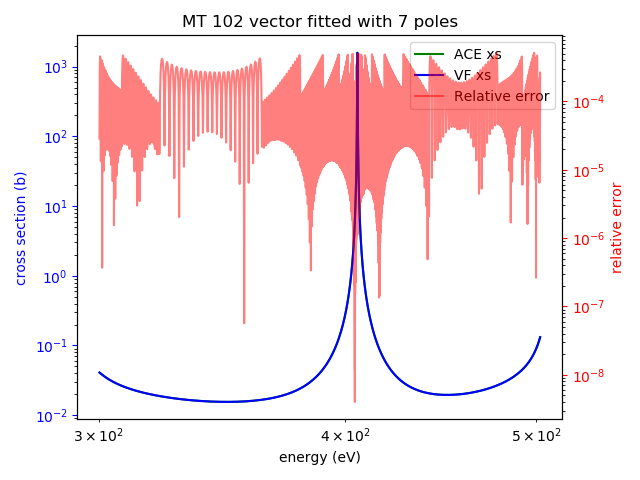 MT 102 vector fitted with 7 poles
ACE xs
VF xs
Relative error
cross section (b)
10³
10²
10¹
10⁰
10⁻¹
10⁻²
relative error
10⁻⁴
10⁻⁵
10⁻⁶
10⁻⁷
10⁻⁸
3 × 10² 4 × 10² 5 × 10²
energy (eV)